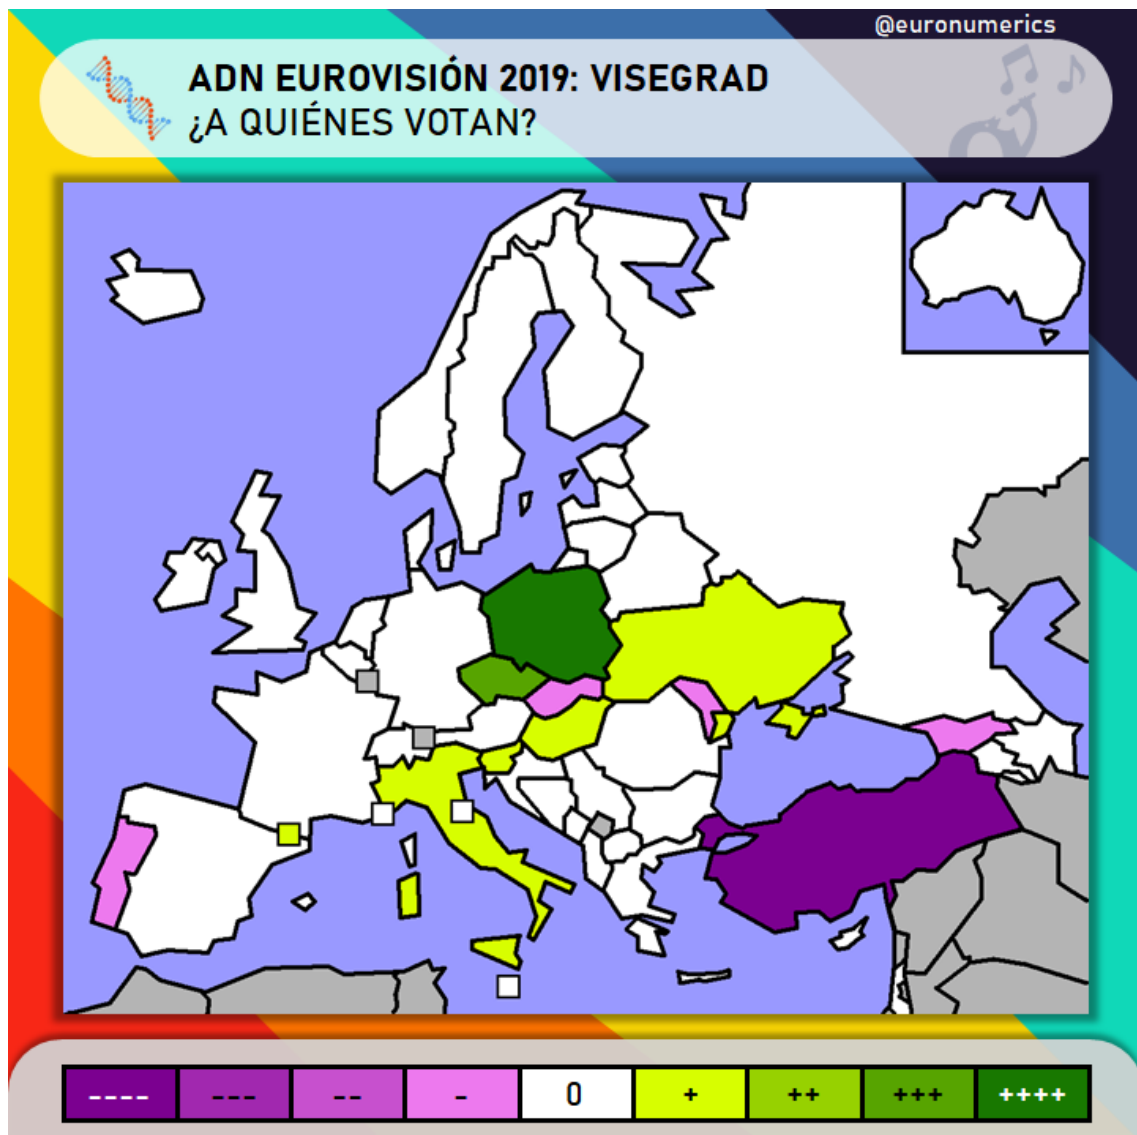 @euronumerics
ADN EUROVISIÓN 2019: VISEGRAD
¿A QUIÉNES VOTAN?
---- --- -- - 0 + ++ +++ ++++